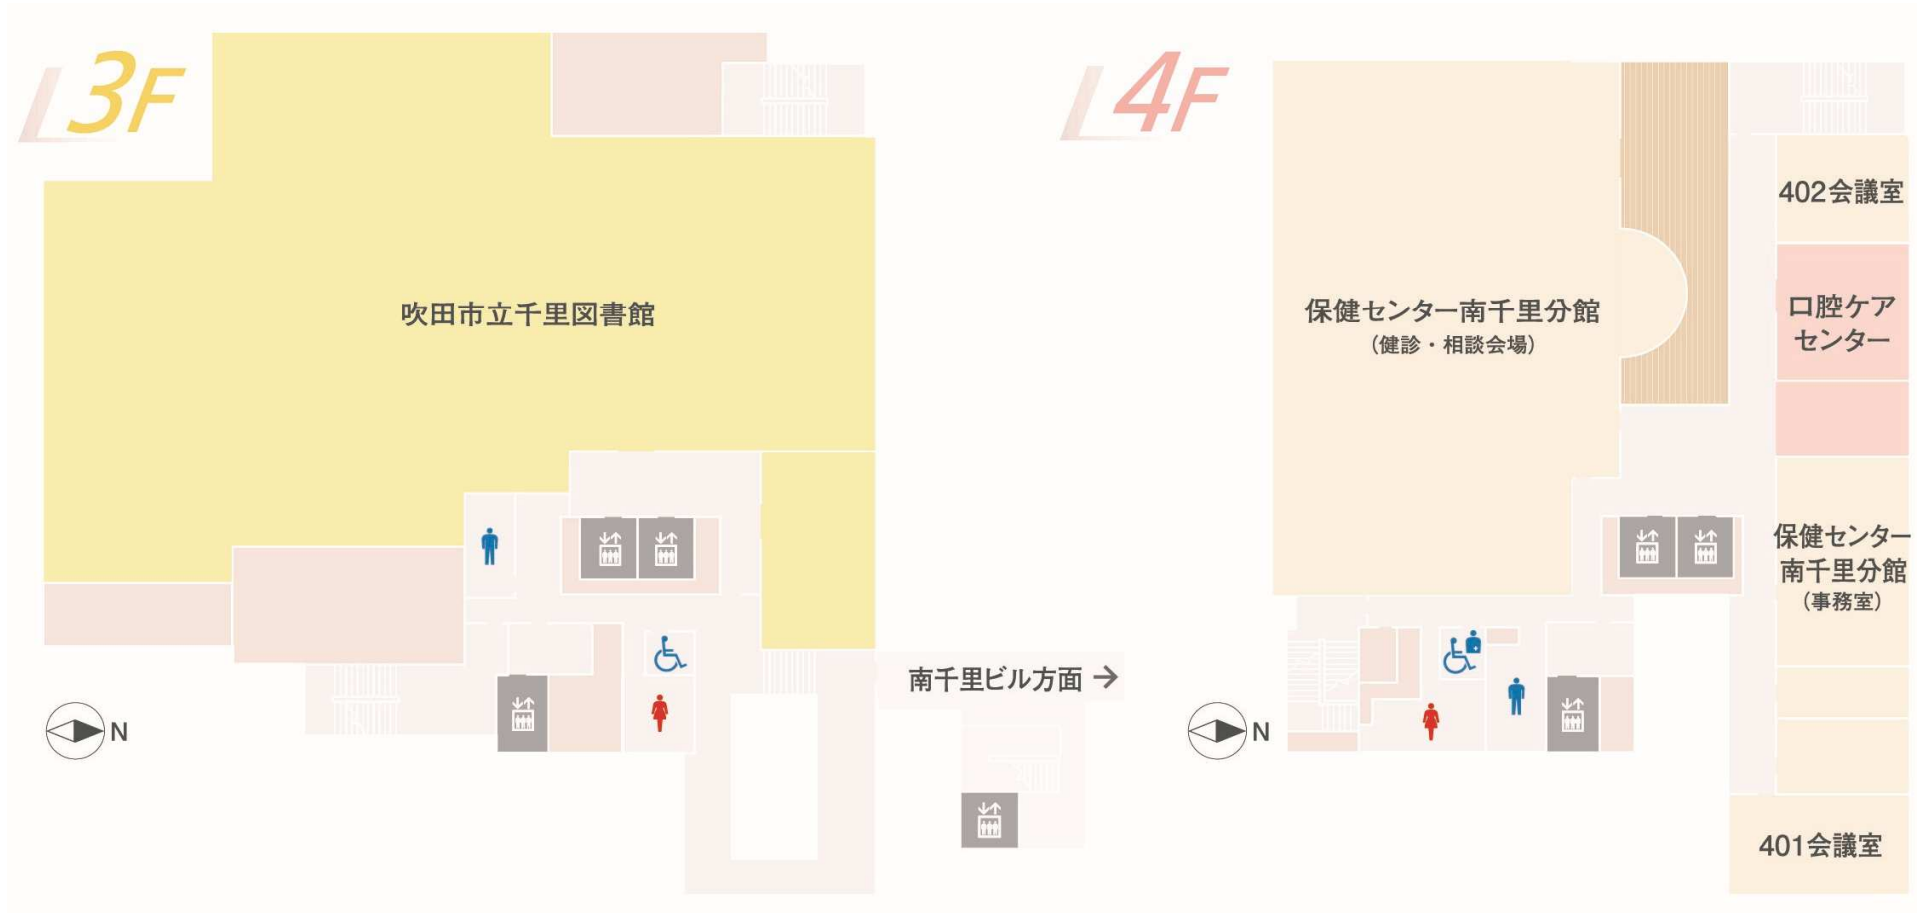 3F
吹田市立千里図書館
南千里ビル方面 →
N
4F
402会議室
口腔ケア
センター
保健センター南千里分館
（健診・相談会場）
保健センター
南千里分館
（事務室）
401会議室
N